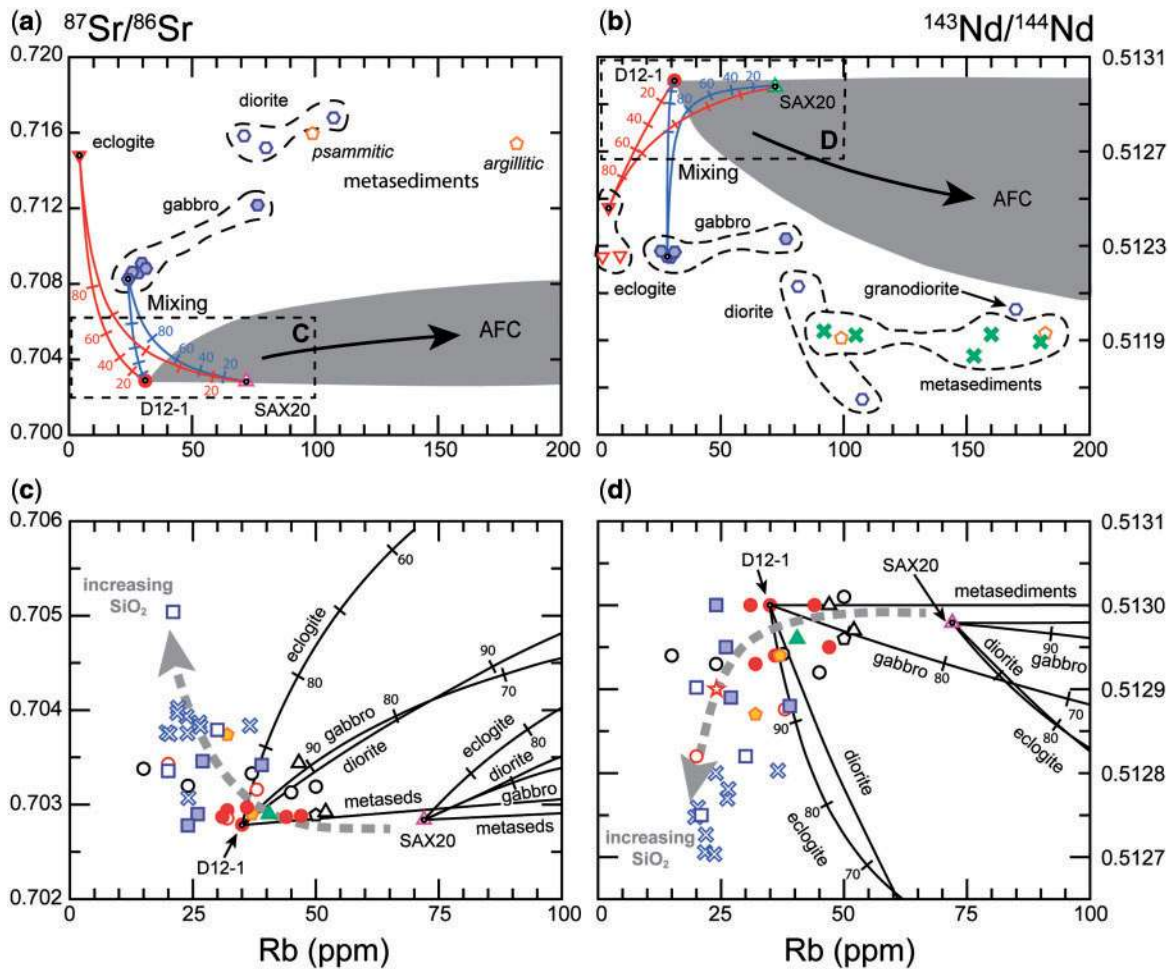 (a) ⁸⁷Sr/⁸⁶Sr
0.720
0.716
0.712
0.708
0.704
0.700
diorite
eclogite
psammitic
argillitic
metasediments
gabbro
Mixing
80
60
40
20
80
60
40
20
20
C
AFC
D12-1
SAX20
0
50
100
150
200
(b) ¹⁴³Nd/¹⁴⁴Nd
D12-1
20
40
60
80
80
60
40
20
SAX20
D
Mixing
AFC
gabbro
eclogite
diorite
granodiorite
metasediments
0.5131
0.5127
0.5123
0.5119
0
50
100
150
200
(c)
0.706
0.705
0.704
0.703
0.702
increasing
SiO₂
eclogite
60
80
90
80
70
gabbro
diorite
eclogite
80
diorite
gabbro
metaseds
metaseds
SAX20
D12-1
0
25
50
75
100
Rb (ppm)
(d)
D12-1
SAX20
metasediments
diorite
90
gabbro
gabbro
80
70
80
eclogite
90
80
70
diorite
eclogite
increasing
SiO₂
0.5131
0.5130
0.5129
0.5128
0.5127
0
25
50
75
100
Rb (ppm)